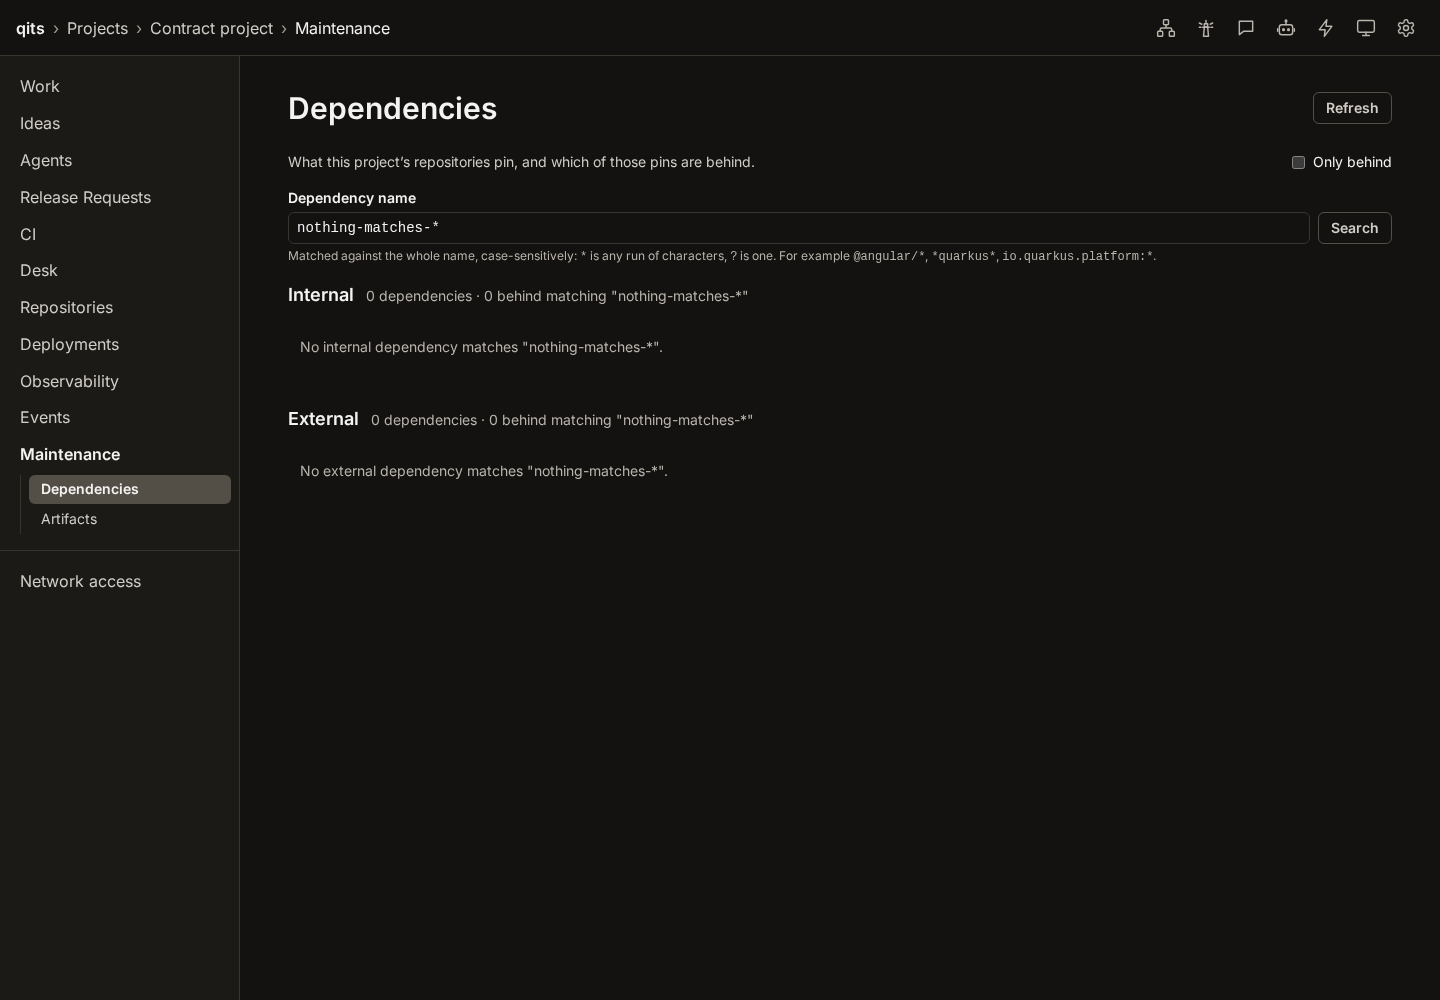 qits › Projects › Contract project › Maintenance
Work
Ideas
Agents
Release Requests
CI
Desk
Repositories
Deployments
Observability
Events
Maintenance
Dependencies
Artifacts
Network access
Dependencies
Refresh
What this project's repositories pin, and which of those pins are behind.
Only behind
Dependency name
nothing-matches-*
Search
Matched against the whole name, case-sensitively: * is any run of characters, ? is one. For example @angular/*, *quarkus*, io.quarkus.platform:*.
Internal 0 dependencies · 0 behind matching "nothing-matches-*"
No internal dependency matches "nothing-matches-*".
External 0 dependencies · 0 behind matching "nothing-matches-*"
No external dependency matches "nothing-matches-*".